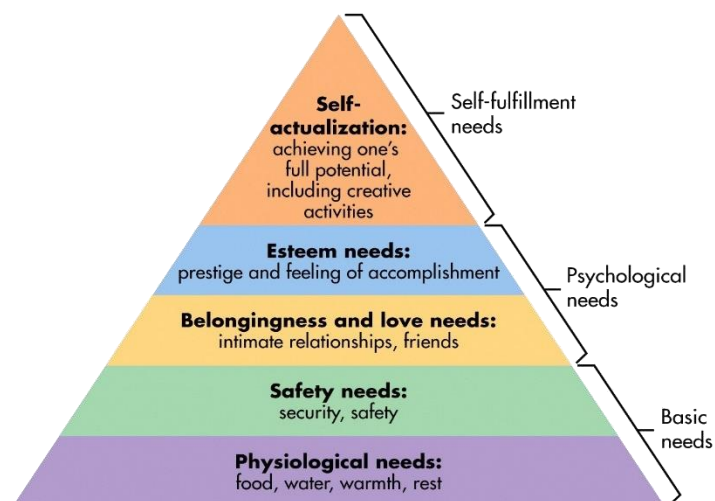 Self-
actualization:
achieving one's
full potential,
including creative
activities
Self-fulfillment
needs
Esteem needs:
prestige and feeling of accomplishment
Psychological
needs
Belongingness and love needs:
intimate relationships, friends
Safety needs:
security, safety
Basic
needs
Physiological needs:
food, water, warmth, rest